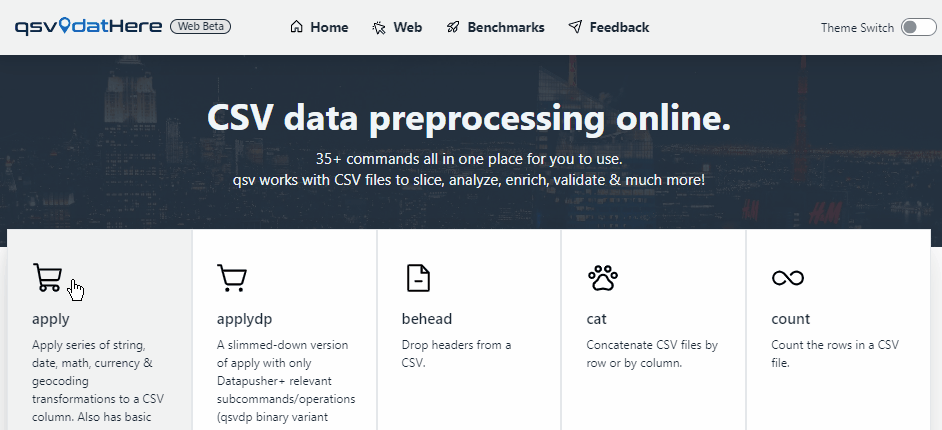 qsv datHere Web Beta Home Web Benchmarks Feedback Theme Switch
CSV data preprocessing online.
35+ commands all in one place for you to use.
qsv works with CSV files to slice, analyze, enrich, validate & much more!
H&M
apply
Apply series of string,
date, math, currency &
geocoding
transformations to a CSV
column. Also has basic
applydp
A slimmed-down version
of apply with only
Datapusher+ relevant
subcommands/operations
(qsvdp binary variant
behead
Drop headers from a
CSV.
cat
Concatenate CSV files by
row or by column.
count
Count the rows in a CSV
file.